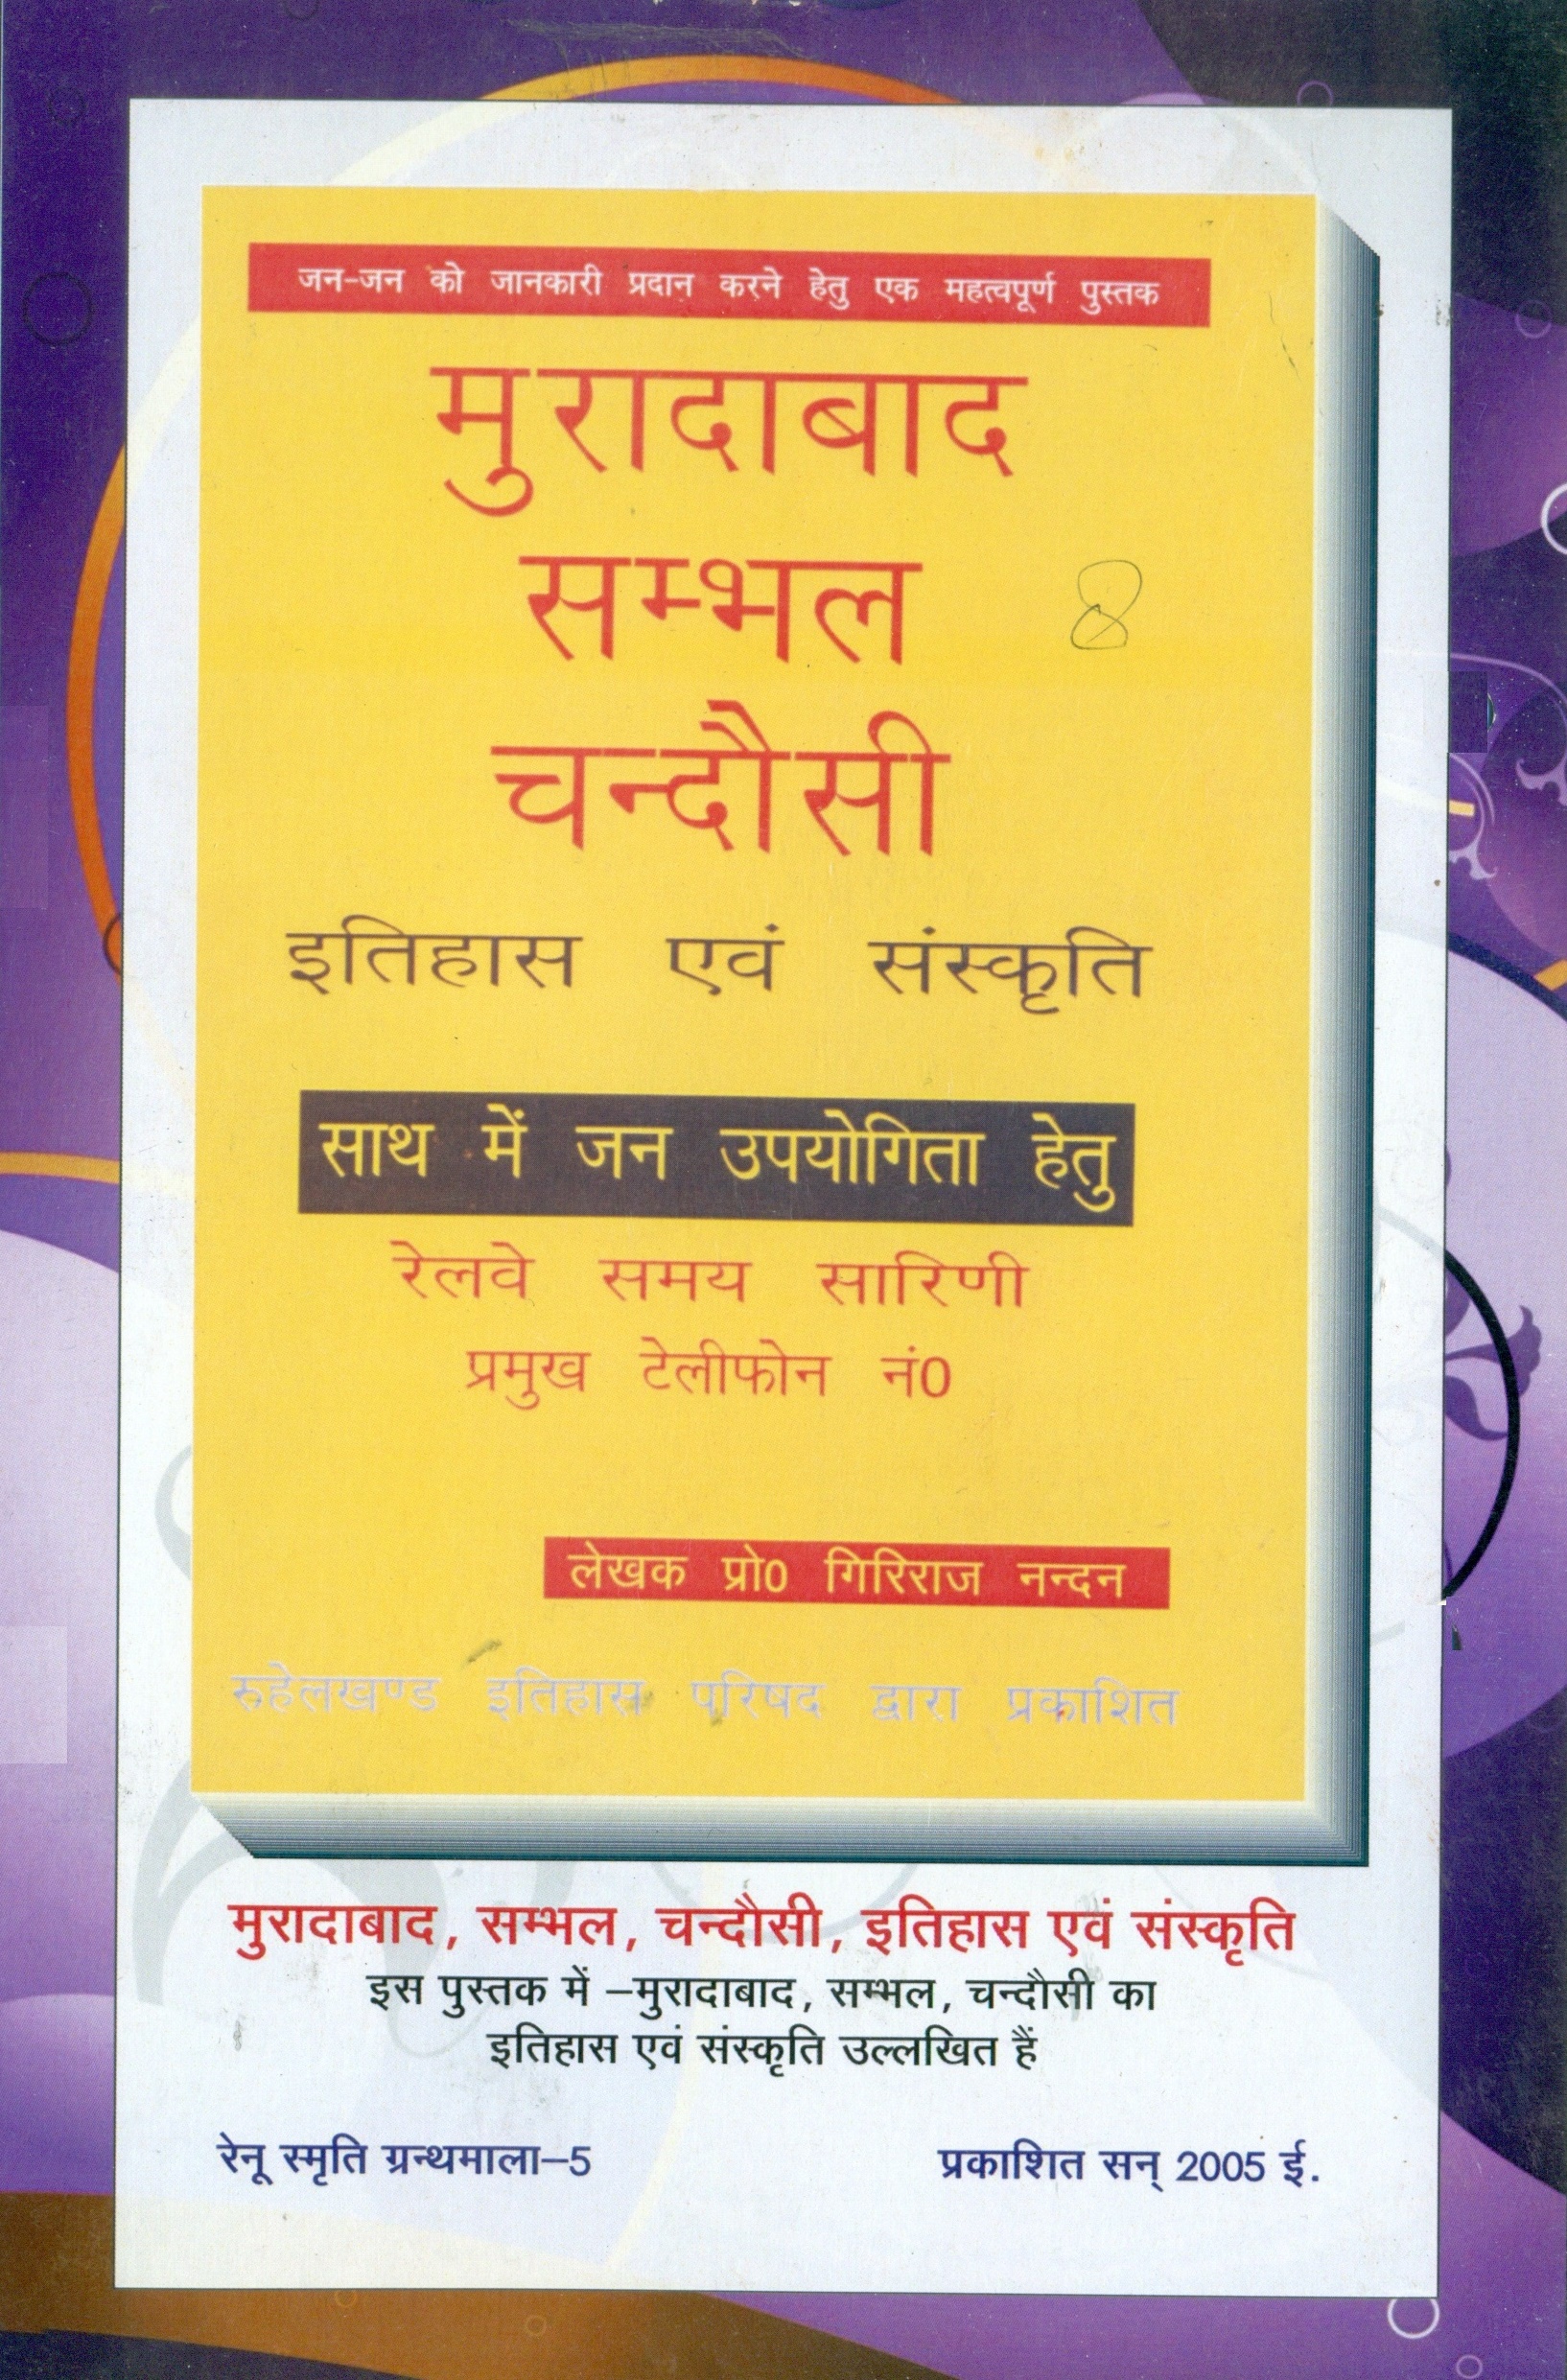 जन-जन को जानकारी प्रदान करने हेतु एक महत्वपूर्ण पुस्तक
मुरादाबाद
सम्भल
8
चन्दौसी
इतिहास एवं संस्कृति
साथ में जन उपयोगिता हेतु
रेलवे समय सारिणी
प्रमुख टेलीफोन नं0
लेखक प्रो0 गिरिराज नन्दन
रुहेलखण्ड इतिहास परिषद द्वारा प्रकाशित
मुरादाबाद, सम्भल, चन्दौसी, इतिहास एवं संस्कृति
इस पुस्तक में –मुरादाबाद, सम्भल, चन्दौसी का
इतिहास एवं संस्कृति उल्लखित हैं
रेनू स्मृति ग्रन्थमाला–5
प्रकाशित सन् 2005 ई.